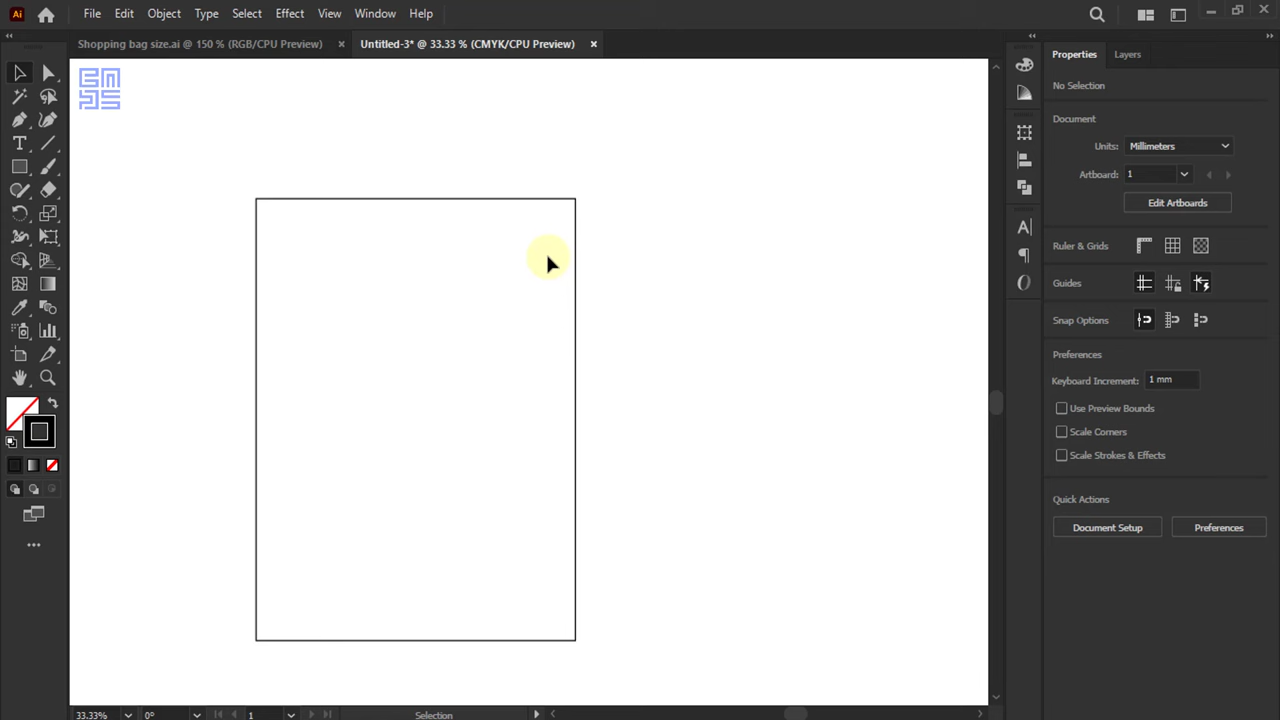 Ai File Edit Object Type Select Effect View Window Help
Shopping bag size.ai @ 150 % (RGB/CPU Preview) × Untitled-3* @ 33.33 % (CMYK/CPU Preview) ×
Properties Layers
No Selection
Document
Units: Millimeters
Artboard: 1
Edit Artboards
Ruler & Grids
Guides
Snap Options
Preferences
Keyboard Increment: 1 mm
Use Preview Bounds
Scale Corners
Scale Strokes & Effects
Quick Actions
Document Setup Preferences
33.33% 0° 1 Selection